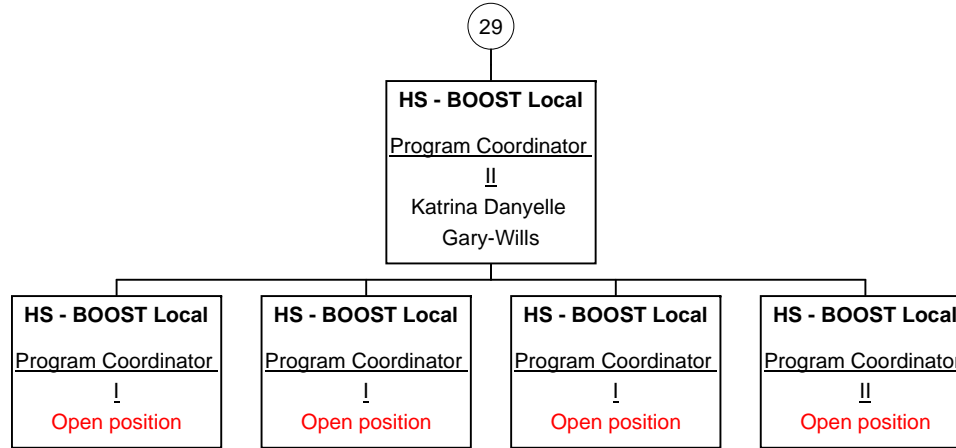 29
HS - BOOST Local
Program Coordinator
II
Katrina Danyelle
Gary-Wills
HS - BOOST Local
Program Coordinator
I
Open position
HS - BOOST Local
Program Coordinator
I
Open position
HS - BOOST Local
Program Coordinator
I
Open position
HS - BOOST Local
Program Coordinator
II
Open position